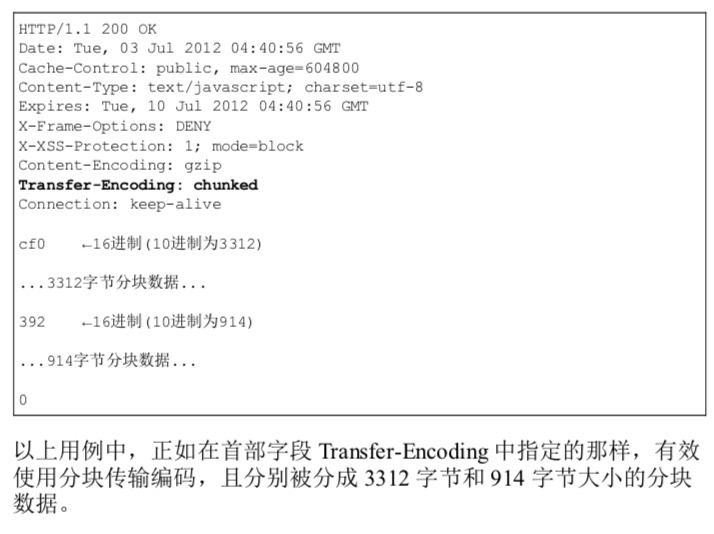 HTTP/1.1 200 OK
Date: Tue, 03 Jul 2012 04:40:56 GMT
Cache-Control: public, max-age=604800
Content-Type: text/javascript; charset=utf-8
Expires: Tue, 10 Jul 2012 04:40:56 GMT
X-Frame-Options: DENY
X-XSS-Protection: 1; mode=block
Content-Encoding: gzip
Transfer-Encoding: chunked
Connection: keep-alive
cf0 ←16进制(10进制为3312)
...3312字节分块数据...
392 ←16进制(10进制为914)
...914字节分块数据...
0
以上用例中，正如在首部字段 Transfer-Encoding 中指定的那样，有效
使用分块传输编码，且分别被分成 3312 字节和 914 字节大小的分块
数据。